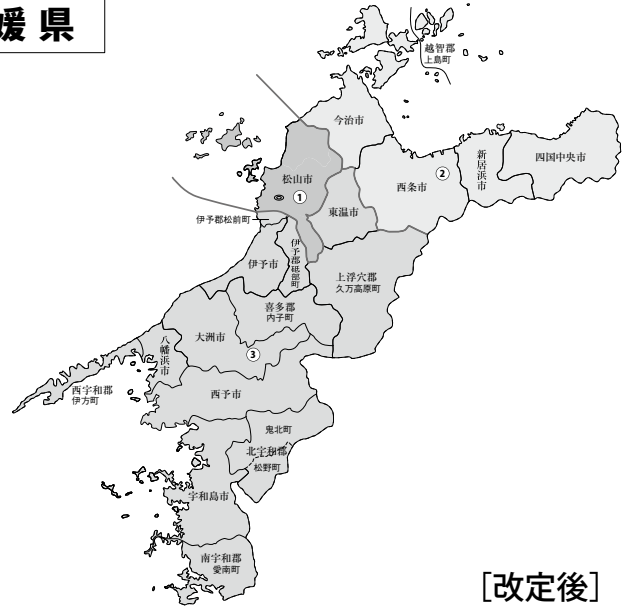 媛県
越智郡
上島町
今治市
松山市
①
②
新居浜市
四国中央市
西条市
東温市
伊予郡松前町
伊予市
伊予郡砥部町
上浮穴郡
久万高原町
喜多郡
内子町
大洲市
③
八幡浜市
西宇和郡
伊方町
西予市
鬼北町
北宇和郡
松野町
宇和島市
南宇和郡
愛南町
[改定後]